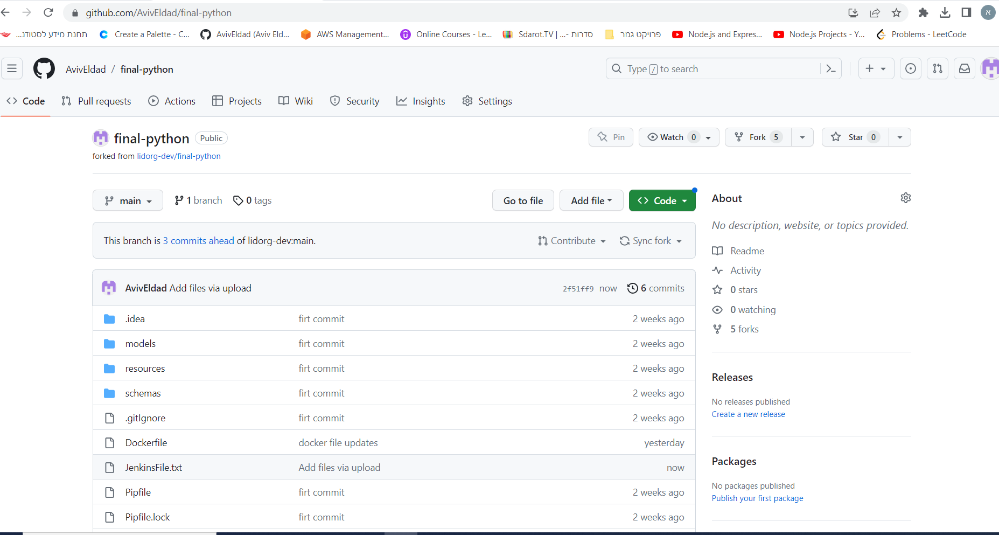 github.com/AvivEldad/final-python
א
תחנת מידע לסטודנ...
Create a Palette - C...
AvivEldad (Aviv Eld...
AWS Management...
Online Courses - Le...
Sdarot.TV | ...- סדרות
פרויקט גמר
Node.js and Expres...
Node.js Projects - Y...
Problems - LeetCode
AvivEldad / final-python
Type / to search
Code
Pull requests
Actions
Projects
Wiki
Security
Insights
Settings
final-python Public
forked from lidorg-dev/final-python
Pin
Watch 0
Fork 5
Star 0
main
1 branch
0 tags
Go to file
Add file
Code
This branch is 3 commits ahead of lidorg-dev:main.
Contribute
Sync fork
AvivEldad Add files via upload 2f51ff9 now 6 commits
.idea firt commit 2 weeks ago
models firt commit 2 weeks ago
resources firt commit 2 weeks ago
schemas firt commit 2 weeks ago
.gitIgnore firt commit 2 weeks ago
Dockerfile docker file updates yesterday
JenkinsFile.txt Add files via upload now
Pipfile firt commit 2 weeks ago
Pipfile.lock firt commit 2 weeks ago
About
No description, website, or topics provided.
Readme
Activity
0 stars
0 watching
5 forks
Releases
No releases published
Create a new release
Packages
No packages published
Publish your first package